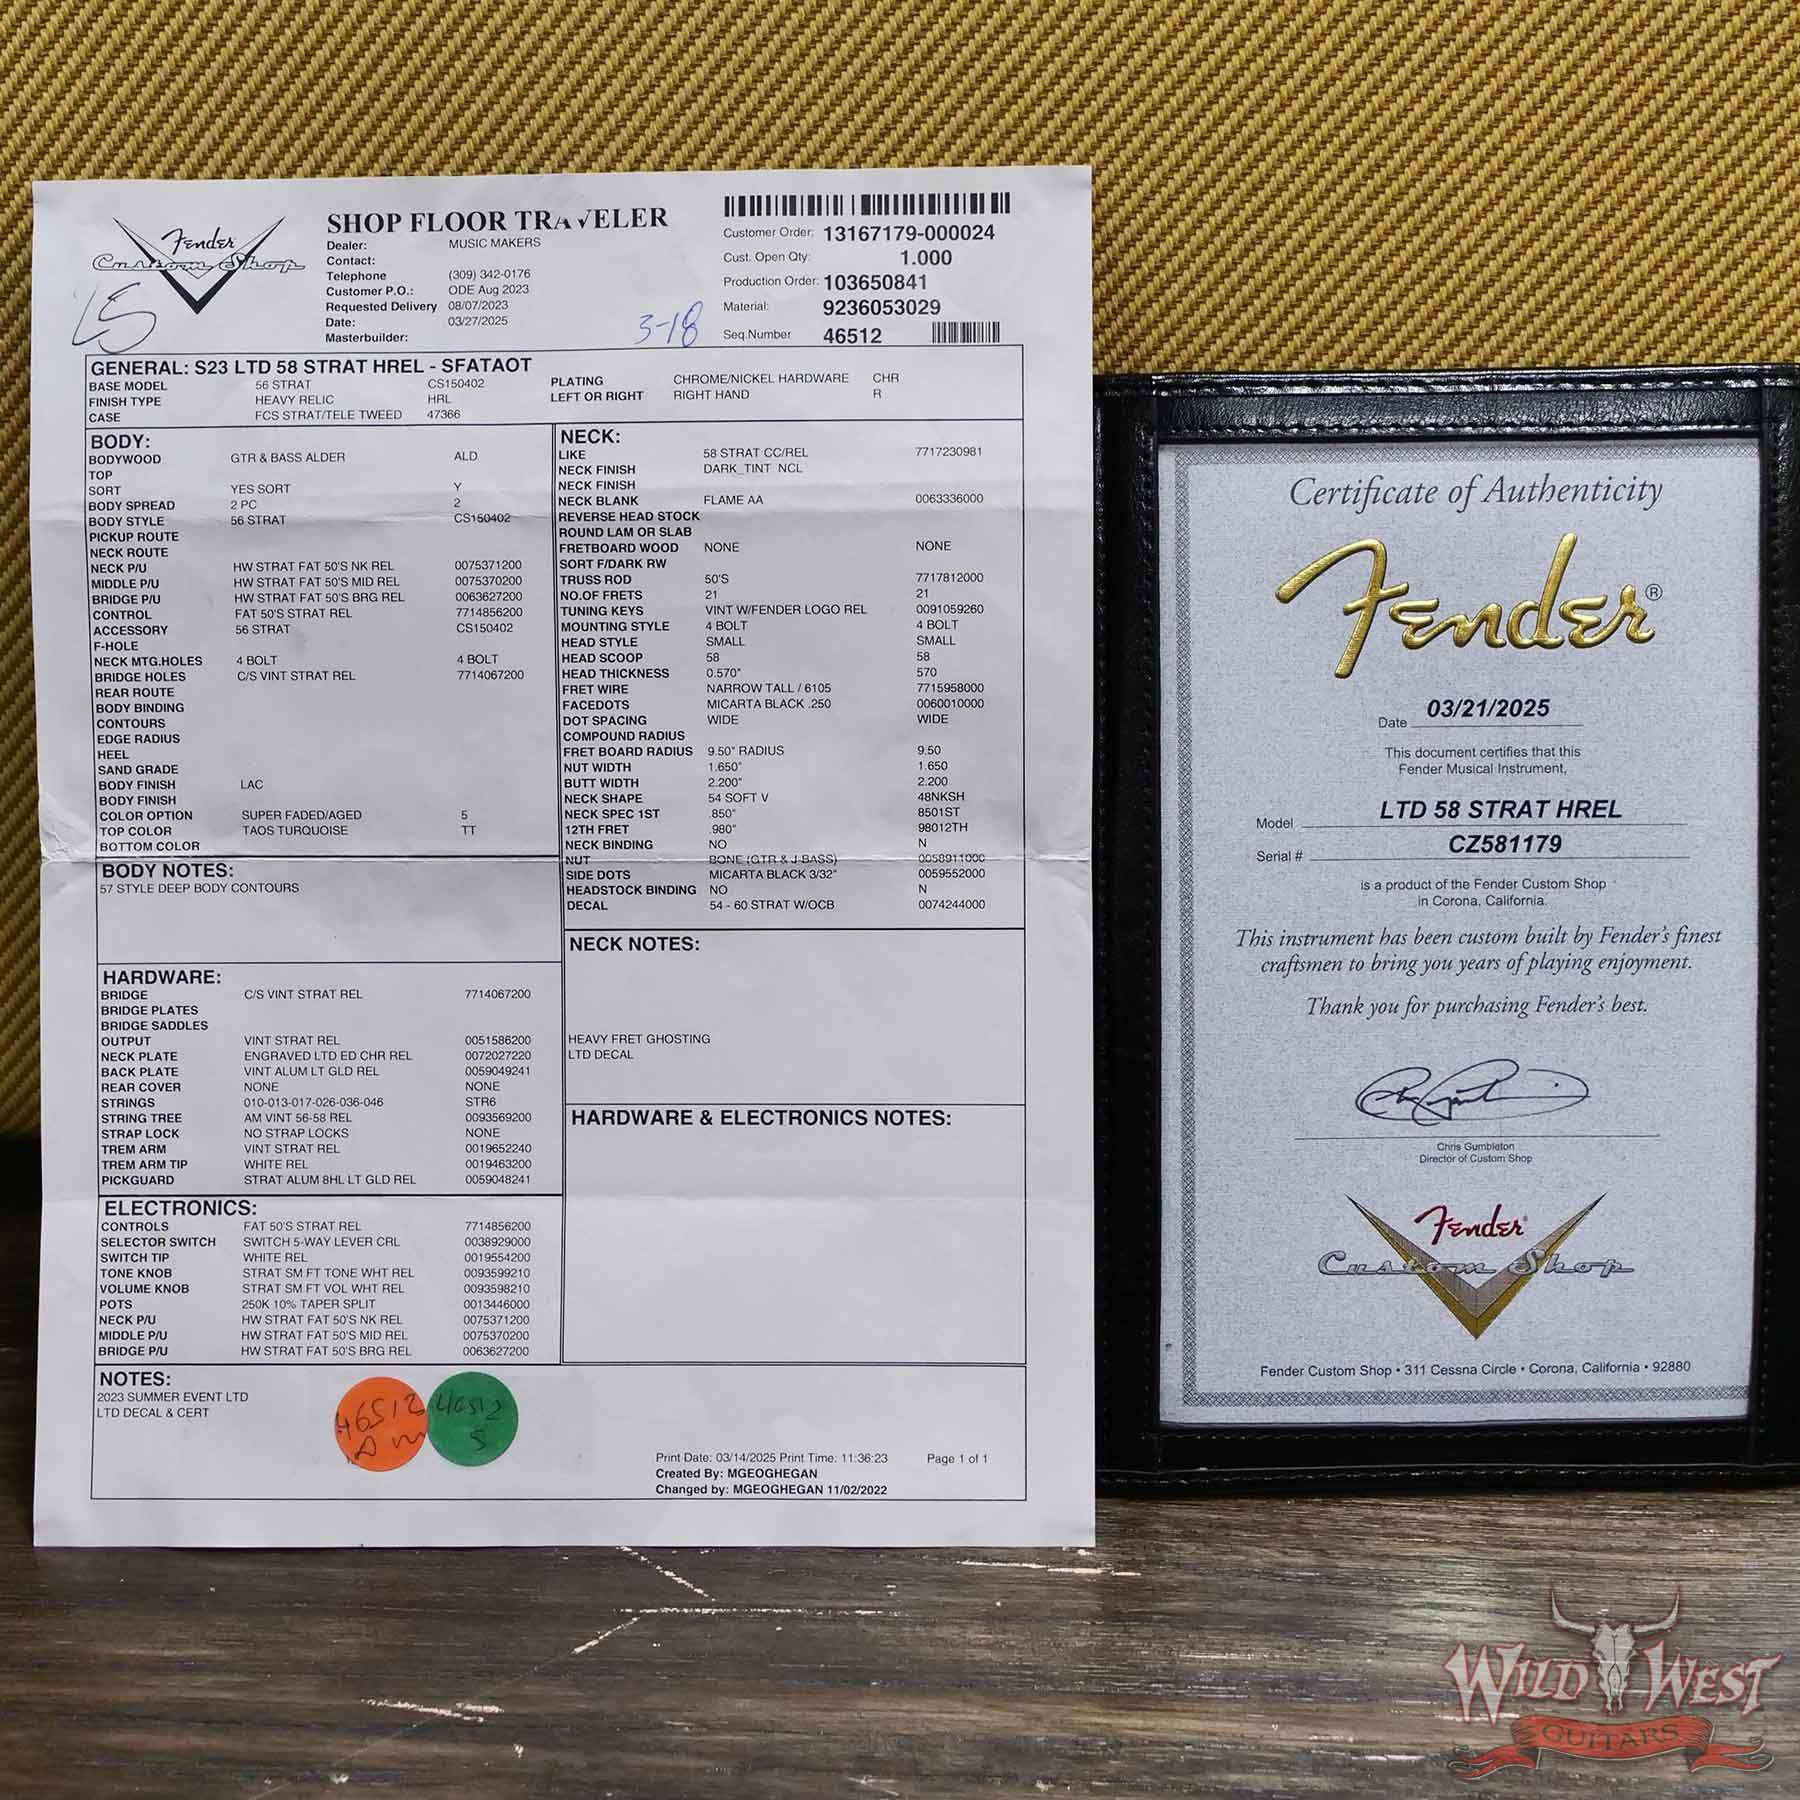 Fender
Custom Shop
LS
SHOP FLOOR TRAVELER
Dealer: MUSIC MAKERS
Contact:
Telephone (309) 342-0176
Customer P.O.: ODE Aug 2023
Requested Delivery 08/07/2023
Date: 03/27/2025
Masterbuilder:
3-18
Customer Order: 13167179-000024
Cust. Open Qty: 1.000
Production Order: 103650841
Material: 9236053029
Seq.Number 46512
GENERAL: S23 LTD 58 STRAT HREL - SFATAOT
BASE MODEL 56 STRAT CS150402 PLATING CHROME/NICKEL HARDWARE CHR
FINISH TYPE HEAVY RELIC HRL LEFT OR RIGHT RIGHT HAND R
CASE FCS STRAT/TELE TWEED 47366
BODY:
BODYWOOD GTR & BASS ALDER ALD
TOP
SORT YES SORT Y
BODY SPREAD 2 PC 2
BODY STYLE 56 STRAT CS150402
PICKUP ROUTE
NECK ROUTE
NECK P/U HW STRAT FAT 50'S NK REL 0075371200
MIDDLE P/U HW STRAT FAT 50'S MID REL 0075370200
BRIDGE P/U HW STRAT FAT 50'S BRG REL 0063627200
CONTROL FAT 50'S STRAT REL 7714856200
ACCESSORY 56 STRAT CS150402
F-HOLE
NECK MTG.HOLES 4 BOLT 4 BOLT
BRIDGE HOLES C/S VINT STRAT REL 7714067200
REAR ROUTE
BODY BINDING
CONTOURS
EDGE RADIUS
HEEL
SAND GRADE
BODY FINISH LAC
BODY FINISH
COLOR OPTION SUPER FADED/AGED 5
TOP COLOR TAOS TURQUOISE TT
BOTTOM COLOR
BODY NOTES:
57 STYLE DEEP BODY CONTOURS
HARDWARE:
BRIDGE C/S VINT STRAT REL 7714067200
BRIDGE PLATES
BRIDGE SADDLES
OUTPUT VINT STRAT REL 0051586200
NECK PLATE ENGRAVED LTD ED CHR REL 0072027220
BACK PLATE VINT ALUM LT GLD REL 0059049241
REAR COVER NONE NONE
STRINGS 010-013-017-026-036-046 STR6
STRING TREE AM VINT 56-58 REL 0093569200
STRAP LOCK NO STRAP LOCKS NONE
TREM ARM VINT STRAT REL 0019652240
TREM ARM TIP WHITE REL 0019463200
PICKGUARD STRAT ALUM 8HL LT GLD REL 0059048241
ELECTRONICS:
CONTROLS FAT 50'S STRAT REL 7714856200
SELECTOR SWITCH SWITCH 5-WAY LEVER CRL 0038929000
SWITCH TIP WHITE REL 0019554200
TONE KNOB STRAT SM FT TONE WHT REL 0093599210
VOLUME KNOB STRAT SM FT VOL WHT REL 0093598210
POTS 250K 10% TAPER SPLIT 0013446000
NECK P/U HW STRAT FAT 50'S NK REL 0075371200
MIDDLE P/U HW STRAT FAT 50'S MID REL 0075370200
BRIDGE P/U HW STRAT FAT 50'S BRG REL 0063627200
NECK:
LIKE 58 STRAT CC/REL 7717230981
NECK FINISH DARK_TINT NCL
NECK FINISH
NECK BLANK FLAME AA 0063336000
REVERSE HEAD STOCK
ROUND LAM OR SLAB
FRETBOARD WOOD NONE NONE
SORT F/DARK RW
TRUSS ROD 50'S 7717812000
NO.OF FRETS 21 21
TUNING KEYS VINT W/FENDER LOGO REL 0091059260
MOUNTING STYLE 4 BOLT 4 BOLT
HEAD STYLE SMALL SMALL
HEAD SCOOP 58 58
HEAD THICKNESS 0.570" 570
FRET WIRE NARROW TALL / 6105 7715958000
FACEDOTS MICARTA BLACK .250 0060010000
DOT SPACING WIDE WIDE
COMPOUND RADIUS
FRET BOARD RADIUS 9.50" RADIUS 9.50
NUT WIDTH 1.650" 1.650
BUTT WIDTH 2.200" 2.200
NECK SHAPE 54 SOFT V 48NKSH
NECK SPEC 1ST .850" 8501ST
12TH FRET .980" 98012TH
NECK BINDING NO N
NUT BONE (GTR & J-BASS) 0058911000
SIDE DOTS MICARTA BLACK 3/32" 0059552000
HEADSTOCK BINDING NO N
DECAL 54 - 60 STRAT W/OCB 0074244000
NECK NOTES:
HEAVY FRET GHOSTING
LTD DECAL
HARDWARE & ELECTRONICS NOTES:
NOTES:
2023 SUMMER EVENT LTD
LTD DECAL & CERT
46512
46512
5
Print Date: 03/14/2025 Print Time: 11:36:23 Page 1 of 1
Created By: MGEOGHEGAN
Changed by: MGEOGHEGAN 11/02/2022
Certificate of Authenticity
Fender®
Date 03/21/2025
This document certifies that this
Fender Musical Instrument,
Model LTD 58 STRAT HREL
Serial # CZ581179
is a product of the Fender Custom Shop
in Corona, California.
This instrument has been custom built by Fender's finest
craftsmen to bring you years of playing enjoyment.
Thank you for purchasing Fender's best.
Chris Gumbleton
Director of Custom Shop
Fender
Custom Shop
Fender Custom Shop • 311 Cessna Circle • Corona, California • 92880
WILD WEST
GUITARS